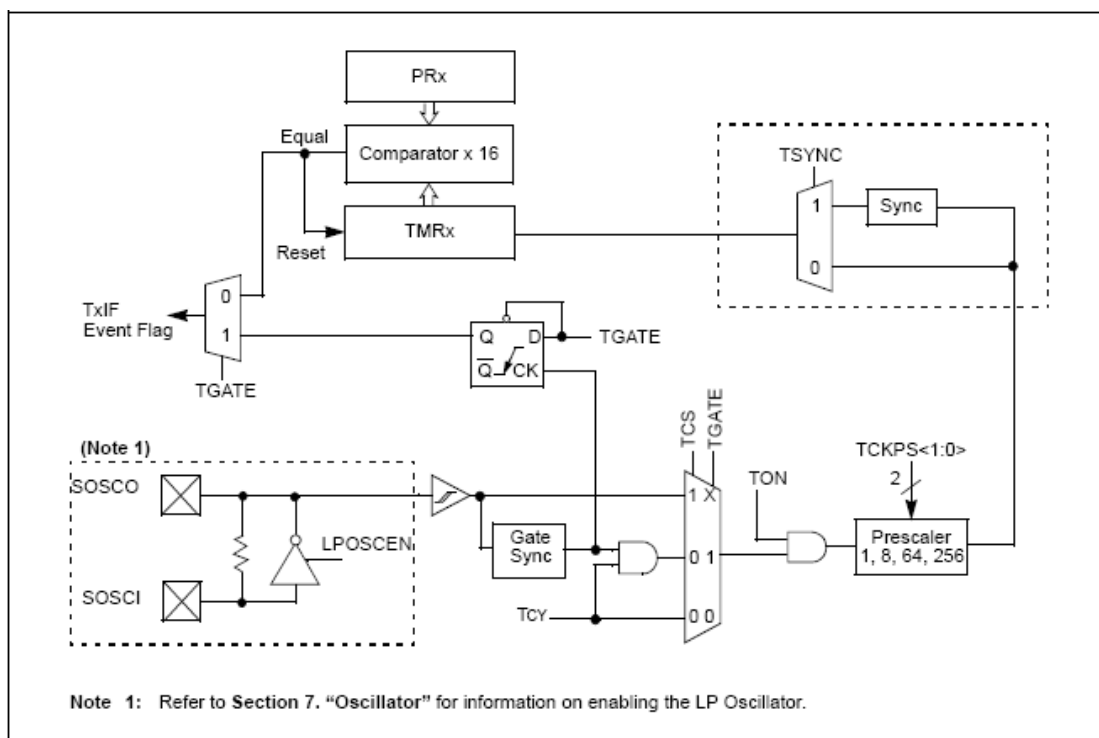 PRx
Equal
Comparator x 16
TSYNC
1
Sync
TMRx
Reset
0
TxIF
Event Flag
0
1
Q
D
TGATE
Q
CK
TGATE
(Note 1)
TCS
TGATE
SOSCO
TCKPS<1:0>
2
TON
1 X
LPOSCEN
Gate
Sync
0 1
Prescaler
1, 8, 64, 256
SOSCI
TCY
0 0
Note 1: Refer to Section 7. “Oscillator” for information on enabling the LP Oscillator.